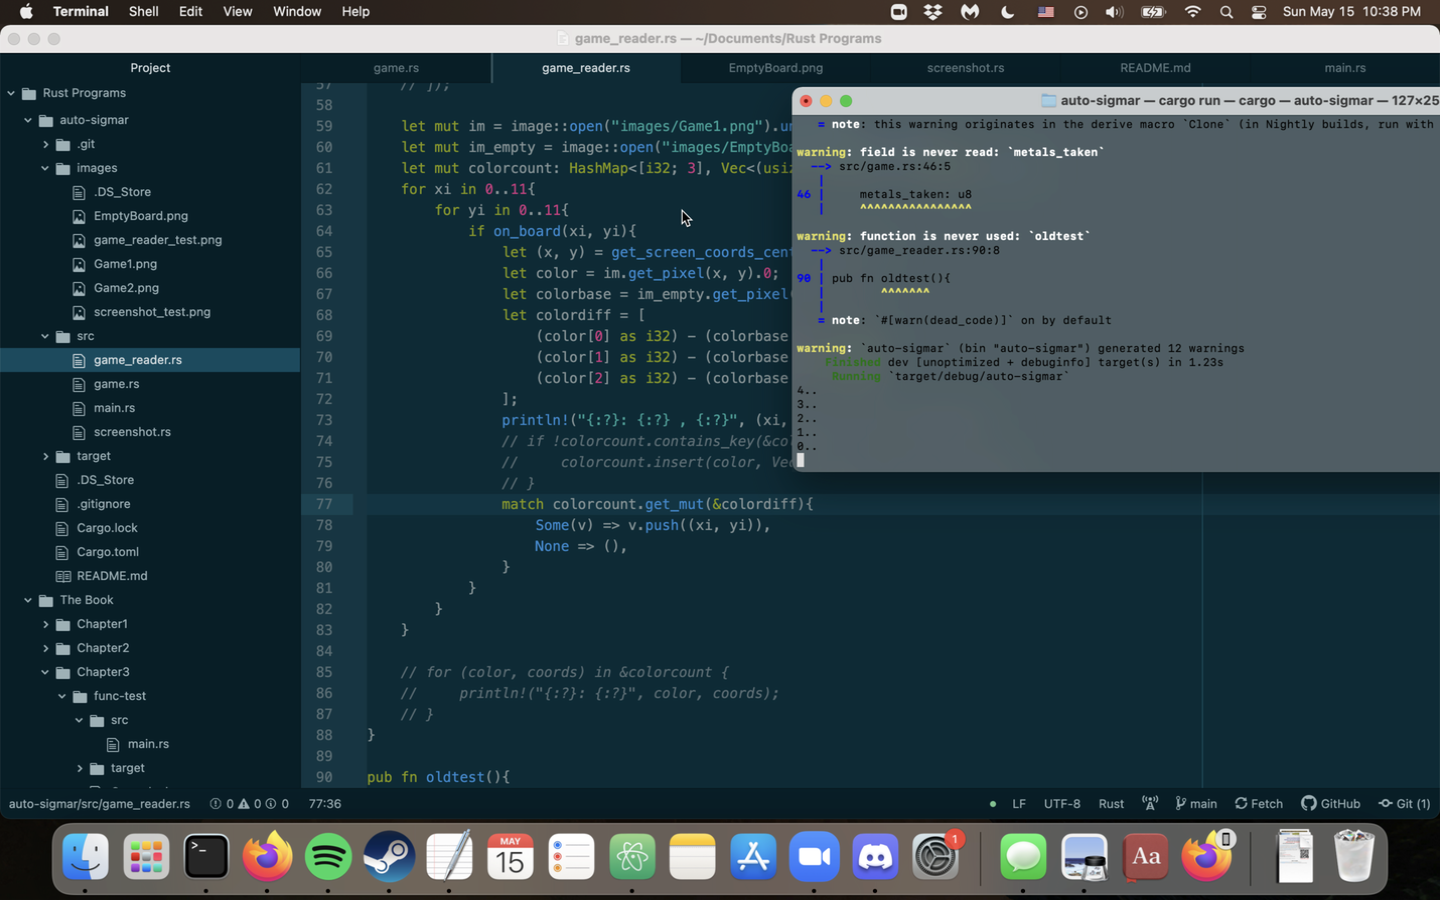 Terminal Shell Edit View Window Help Sun May 15 10:38 PM
game_reader.rs — ~/Documents/Rust Programs
Project
game.rs game_reader.rs EmptyBoard.png screenshot.rs README.md main.rs
Rust Programs
auto-sigmar
.git
images
.DS_Store
EmptyBoard.png
game_reader_test.png
Game1.png
Game2.png
screenshot_test.png
src
game_reader.rs
game.rs
main.rs
screenshot.rs
target
.DS_Store
.gitignore
Cargo.lock
Cargo.toml
README.md
The Book
Chapter1
Chapter2
Chapter3
func-test
src
main.rs
target
57 // ]);
58
59 let mut im = image::open("images/Game1.png").un
60 let mut im_empty = image::open("images/EmptyBoa
61 let mut colorcount: HashMap<[i32; 3], Vec<(usiz
62 for xi in 0..11{
63 for yi in 0..11{
64 if on_board(xi, yi){
65 let (x, y) = get_screen_coords_cent
66 let color = im.get_pixel(x, y).0;
67 let colorbase = im_empty.get_pixel(
68 let colordiff = [
69 (color[0] as i32) - (colorbase
70 (color[1] as i32) - (colorbase
71 (color[2] as i32) - (colorbase
72 ];
73 println!("{:?}: {:?} , {:?}", (xi,
74 // if !colorcount.contains_key(&co
75 // colorcount.insert(color, Vec
76 // }
77 match colorcount.get_mut(&colordiff){
78 Some(v) => v.push((xi, yi)),
79 None => (),
80 }
81 }
82 }
83 }
84
85 // for (color, coords) in &colorcount {
86 // println!("{:?}: {:?}", color, coords);
87 // }
88 }
89
90 pub fn oldtest(){
auto-sigmar — cargo run — cargo — auto-sigmar — 127×25
= note: this warning originates in the derive macro `Clone` (in Nightly builds, run with
warning: field is never read: `metals_taken`
--> src/game.rs:46:5
|
46 | metals_taken: u8
| ^^^^^^^^^^^^^^^^
warning: function is never used: `oldtest`
--> src/game_reader.rs:90:8
|
90 | pub fn oldtest(){
| ^^^^^^^
|
= note: `#[warn(dead_code)]` on by default
warning: `auto-sigmar` (bin "auto-sigmar") generated 12 warnings
Finished dev [unoptimized + debuginfo] target(s) in 1.23s
Running `target/debug/auto-sigmar`
4..
3..
2..
1..
0..
auto-sigmar/src/game_reader.rs 0 0 0 77:36 LF UTF-8 Rust main Fetch GitHub Git (1)
>_
MAY
15
1
Aa